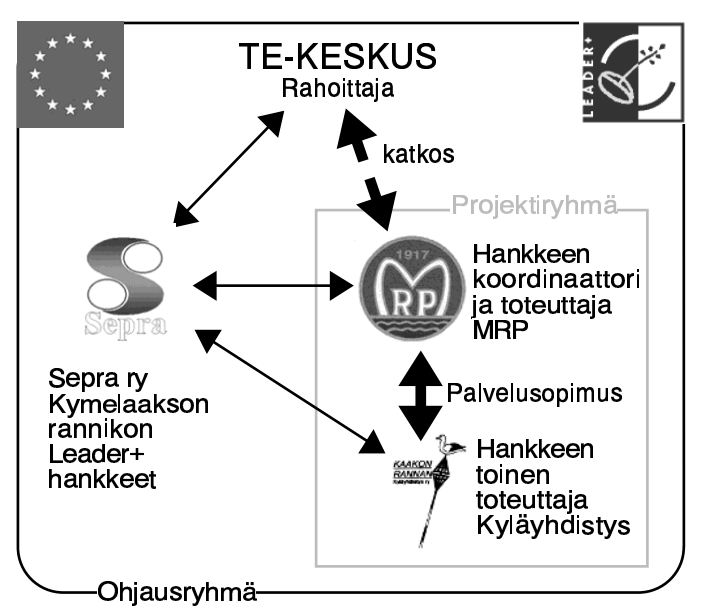 TE-KESKUS
Rahoittaja
LEADER+
katkos
Projektiryhmä
1917
MRP
Hankkeen
koordinaattori
ja toteuttaja
MRP
Sepra
Sepra ry
Kymelaakson
rannikon
Leader+
hankkeet
Palvelusopimus
KAAKON
RANNAN
Hankkeen
toinen
toteuttaja
Kyläyhdistys
Ohjausryhmä